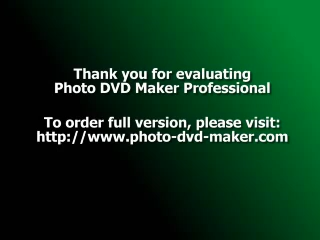 Thank you for evaluating
Photo DVD Maker Professional
To order full version, please visit:
http://www.photo-dvd-maker.com